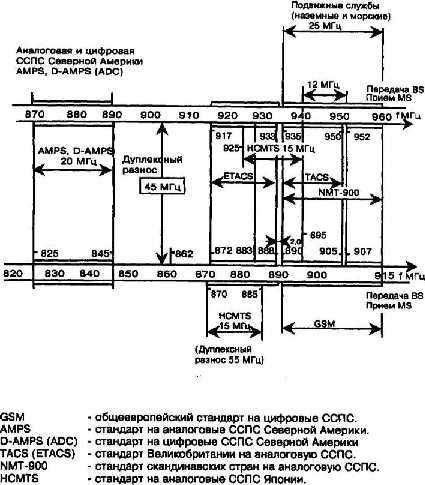 Подвижные службы
(наземные и морские)
25 МГц
Аналоговая и цифровая
ССПС Северной Америки
AMPS, D-AMPS (ADC)
12 МГц
Передача BS
Прием MS
870 880 890 900 910 920 930 940 950 960 f МГц
917 933 935 950 952
925 HCMTS 15 МГц
AMPS, D-AMPS
20 МГц
Дуплексный
разнос
45 МГц
ETACS
TACS
NMT-900
2,0
895
825 845 862 872 883 888 890 905 907
820 830 840 850 860 870 880 890 900 915 f МГц
870 885
HCMTS
15 МГц
GSM
Передача BS
Прием MS
(Дуплексный
разнос 55 МГц)
GSM - общеевропейский стандарт на цифровые ССПС.
AMPS - стандарт на аналоговые ССПС Северной Америки.
D-AMPS (ADC) - стандарт на цифровые ССПС Северной Америки
TACS (ETACS) - стандарт Великобритании на аналоговую ССПС.
NMT-900 - стандарт скандинавских стран на аналоговую ССПС.
HCMTS - стандарт на аналоговые ССПС Японии.